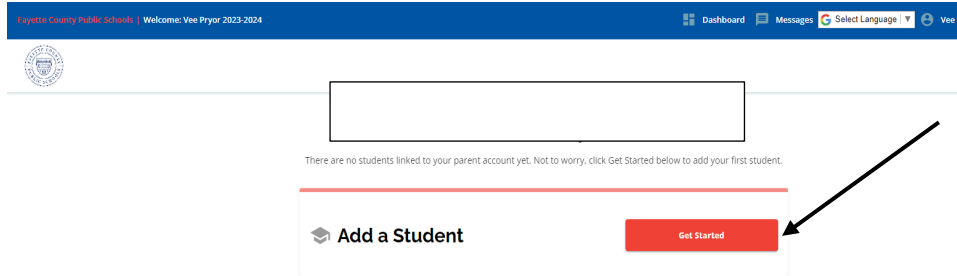 Fayette County Public Schools | Welcome: Vee Pryor 2023-2024 Dashboard Messages Select Language ▼ Vee
There are no students linked to your parent account yet. Not to worry, click Get Started below to add your first student.
Add a Student Get Started